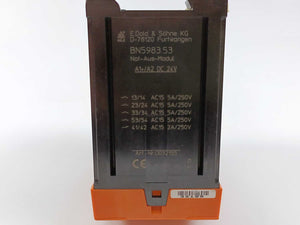 E.Dold & Söhne KG
D-78120 Furtwangen
BN5983.53
Not-Aus-Modul
A1+/A2 DC 24V
13/14 AC15 5A/250V
23/24 AC15 5A/250V
33/34 AC15 5A/250V
53/54 AC15 5A/250V
41/42 AC15 2A/250V
CE